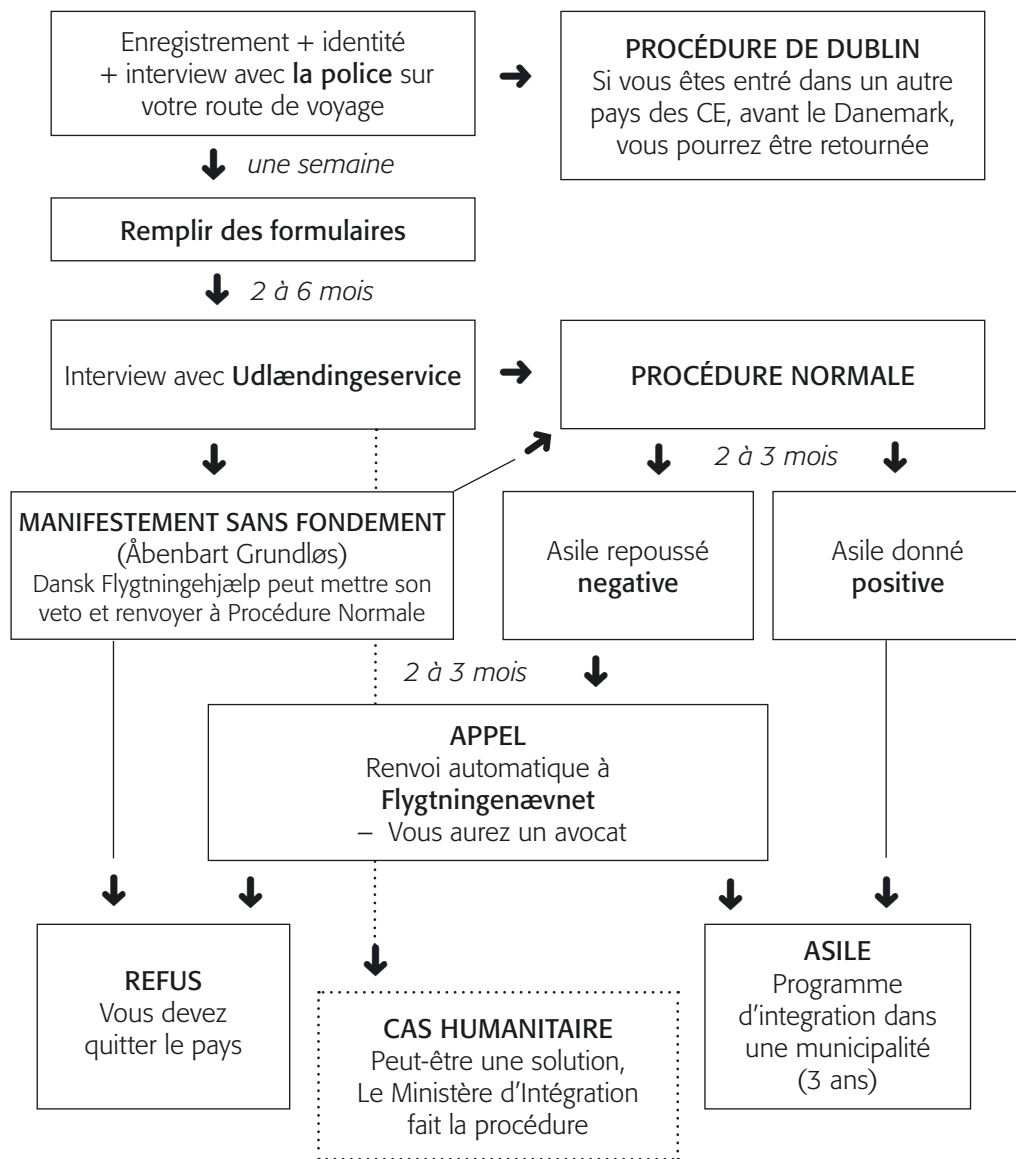 Enregistrement + identité
+ interview avec la police sur
votre route de voyage
PROCÉDURE DE DUBLIN
Si vous êtes entré dans un autre
pays des CE, avant le Danemark,
vous pourrez être retournée
une semaine
Remplir des formulaires
2 à 6 mois
Interview avec Udlændingeservice
PROCÉDURE NORMALE
2 à 3 mois
MANIFESTEMENT SANS FONDEMENT
(Åbenbart Grundløs)
Dansk Flygtningehjælp peut mettre son
veto et renvoyer à Procédure Normale
Asile repoussé
negative
Asile donné
positive
2 à 3 mois
APPEL
Renvoi automatique à
Flygtningenævnet
– Vous aurez un avocat
REFUS
Vous devez
quitter le pays
CAS HUMANITAIRE
Peut-être une solution,
Le Ministère d’Intégration
fait la procédure
ASILE
Programme
d’integration dans
une municipalité
(3 ans)